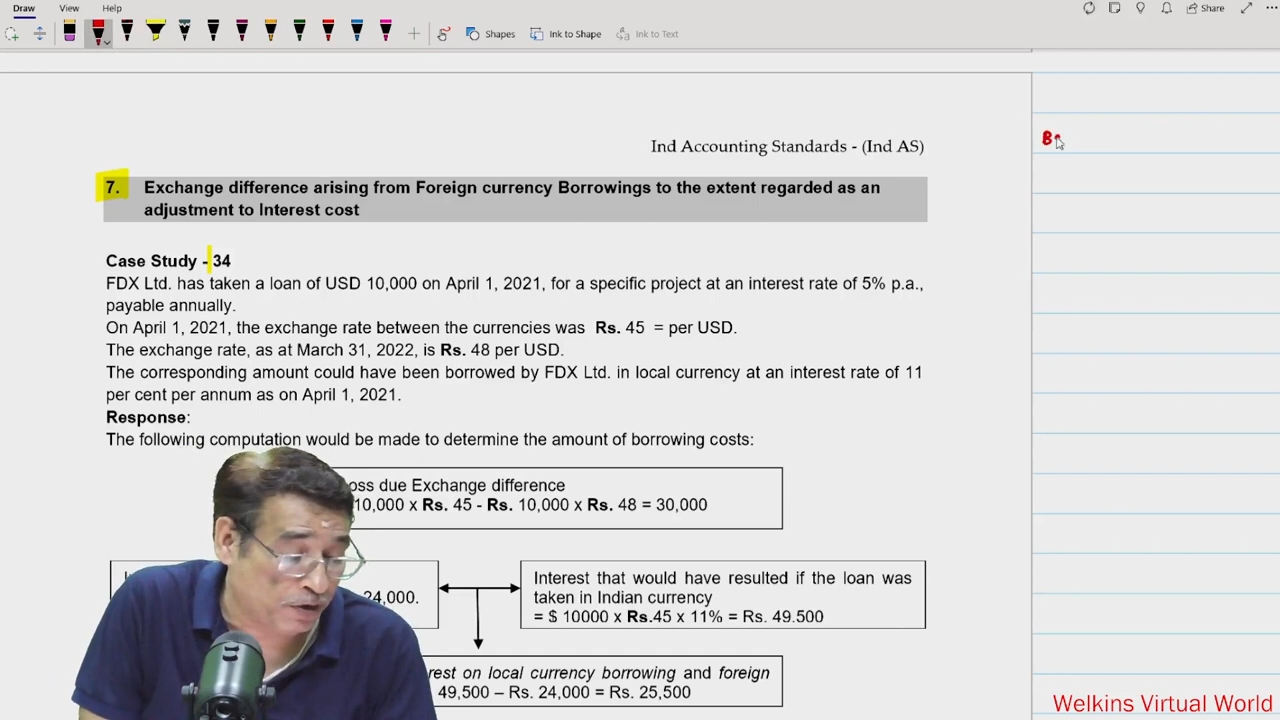 Draw View Help
Share
Shapes Ink to Shape Ink to Text
Ind Accounting Standards - (Ind AS)
7. Exchange difference arising from Foreign currency Borrowings to the extent regarded as an
adjustment to Interest cost
Case Study - 34
FDX Ltd. has taken a loan of USD 10,000 on April 1, 2021, for a specific project at an interest rate of 5% p.a.,
payable annually.
On April 1, 2021, the exchange rate between the currencies was Rs. 45 = per USD.
The exchange rate, as at March 31, 2022, is Rs. 48 per USD.
The corresponding amount could have been borrowed by FDX Ltd. in local currency at an interest rate of 11
per cent per annum as on April 1, 2021.
Response:
The following computation would be made to determine the amount of borrowing costs:
due Exchange difference
10,000 x Rs. 45 - Rs. 10,000 x Rs. 48 = 30,000
24,000.
Interest that would have resulted if the loan was
taken in Indian currency
= $ 10000 x Rs.45 x 11% = Rs. 49.500
on local currency borrowing and foreign
49,500 – Rs. 24,000 = Rs. 25,500
Welkins Virtual World